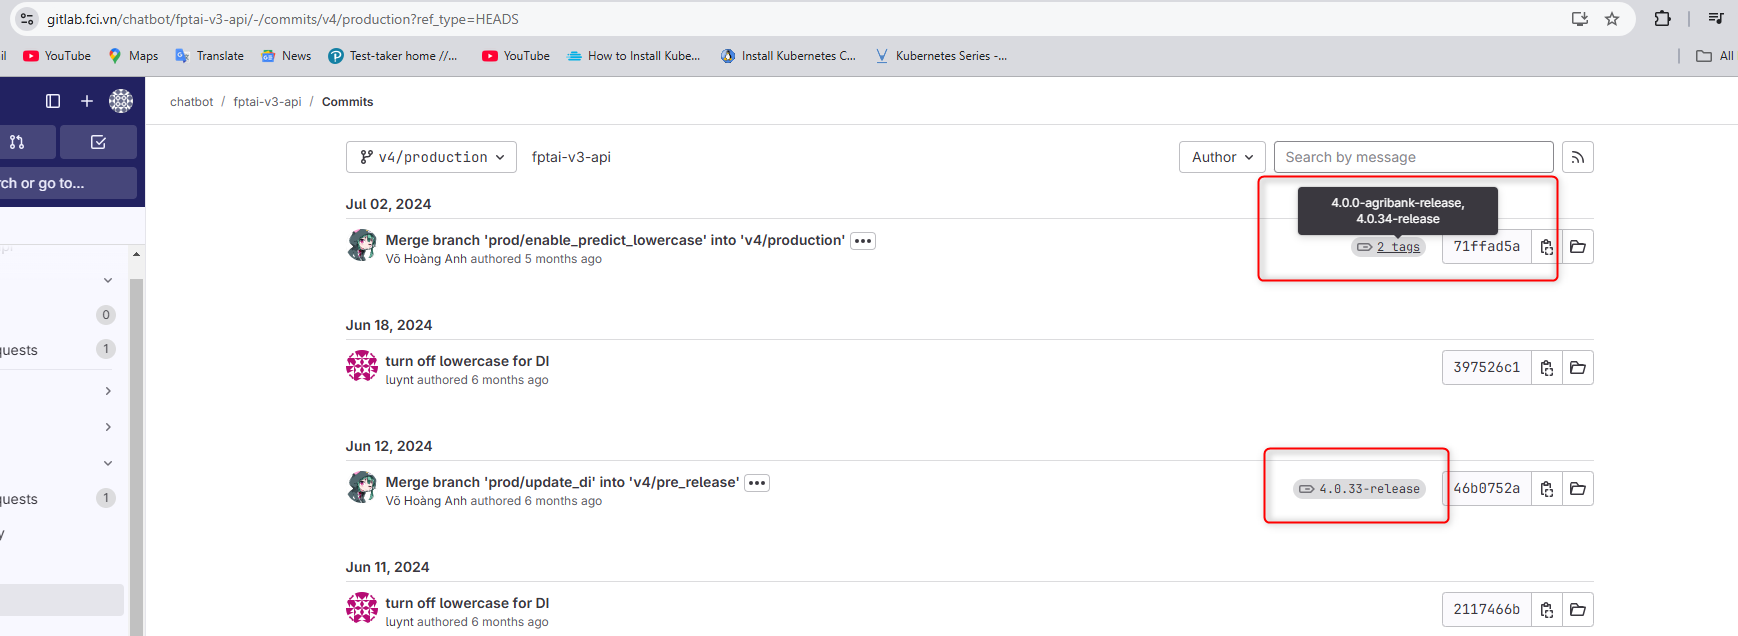 gitlab.fci.vn/chatbot/fptai-v3-api/-/commits/v4/production?ref_type=HEADS
il YouTube Maps Translate News Test-taker home //... YouTube How to Install Kube... Install Kubernetes C... Kubernetes Series -... All
chatbot / fptai-v3-api / Commits
rch or go to...
v4/production fptai-v3-api Author Search by message
Jul 02, 2024
4.0.0-agribank-release,
4.0.34-release
Merge branch 'prod/enable_predict_lowercase' into 'v4/production' 2 tags 71ffad5a
Võ Hoàng Anh authored 5 months ago
0
Jun 18, 2024
quests 1
turn off lowercase for DI 397526c1
luynt authored 6 months ago
Jun 12, 2024
Merge branch 'prod/update_di' into 'v4/pre_release' 4.0.33-release 46b0752a
Võ Hoàng Anh authored 6 months ago
quests 1
y
Jun 11, 2024
turn off lowercase for DI 2117466b
luynt authored 6 months ago